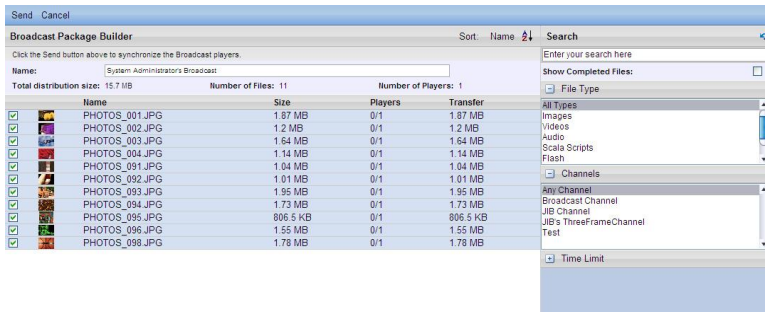 Send Cancel
Broadcast Package Builder Sort: Name
Click the Send button above to synchronize the Broadcast players.
Name: System Administrator's Broadcast
Total distribution size: 15.7 MB Number of Files: 11 Number of Players: 1
Name Size Players Transfer
PHOTOS_001.JPG 1.87 MB 0/1 1.87 MB
PHOTOS_002.JPG 1.2 MB 0/1 1.2 MB
PHOTOS_003.JPG 1.64 MB 0/1 1.64 MB
PHOTOS_004.JPG 1.14 MB 0/1 1.14 MB
PHOTOS_091.JPG 1.04 MB 0/1 1.04 MB
PHOTOS_092.JPG 1.01 MB 0/1 1.01 MB
PHOTOS_093.JPG 1.95 MB 0/1 1.95 MB
PHOTOS_094.JPG 1.73 MB 0/1 1.73 MB
PHOTOS_095.JPG 806.5 KB 0/1 806.5 KB
PHOTOS_096.JPG 1.55 MB 0/1 1.55 MB
PHOTOS_098.JPG 1.78 MB 0/1 1.78 MB
Search
Enter your search here
Show Completed Files:
File Type
All Types
Images
Videos
Audio
Scala Scripts
Flash
Channels
Any Channel
Broadcast Channel
JIB Channel
JIB's ThreeFrameChannel
Test
Time Limit